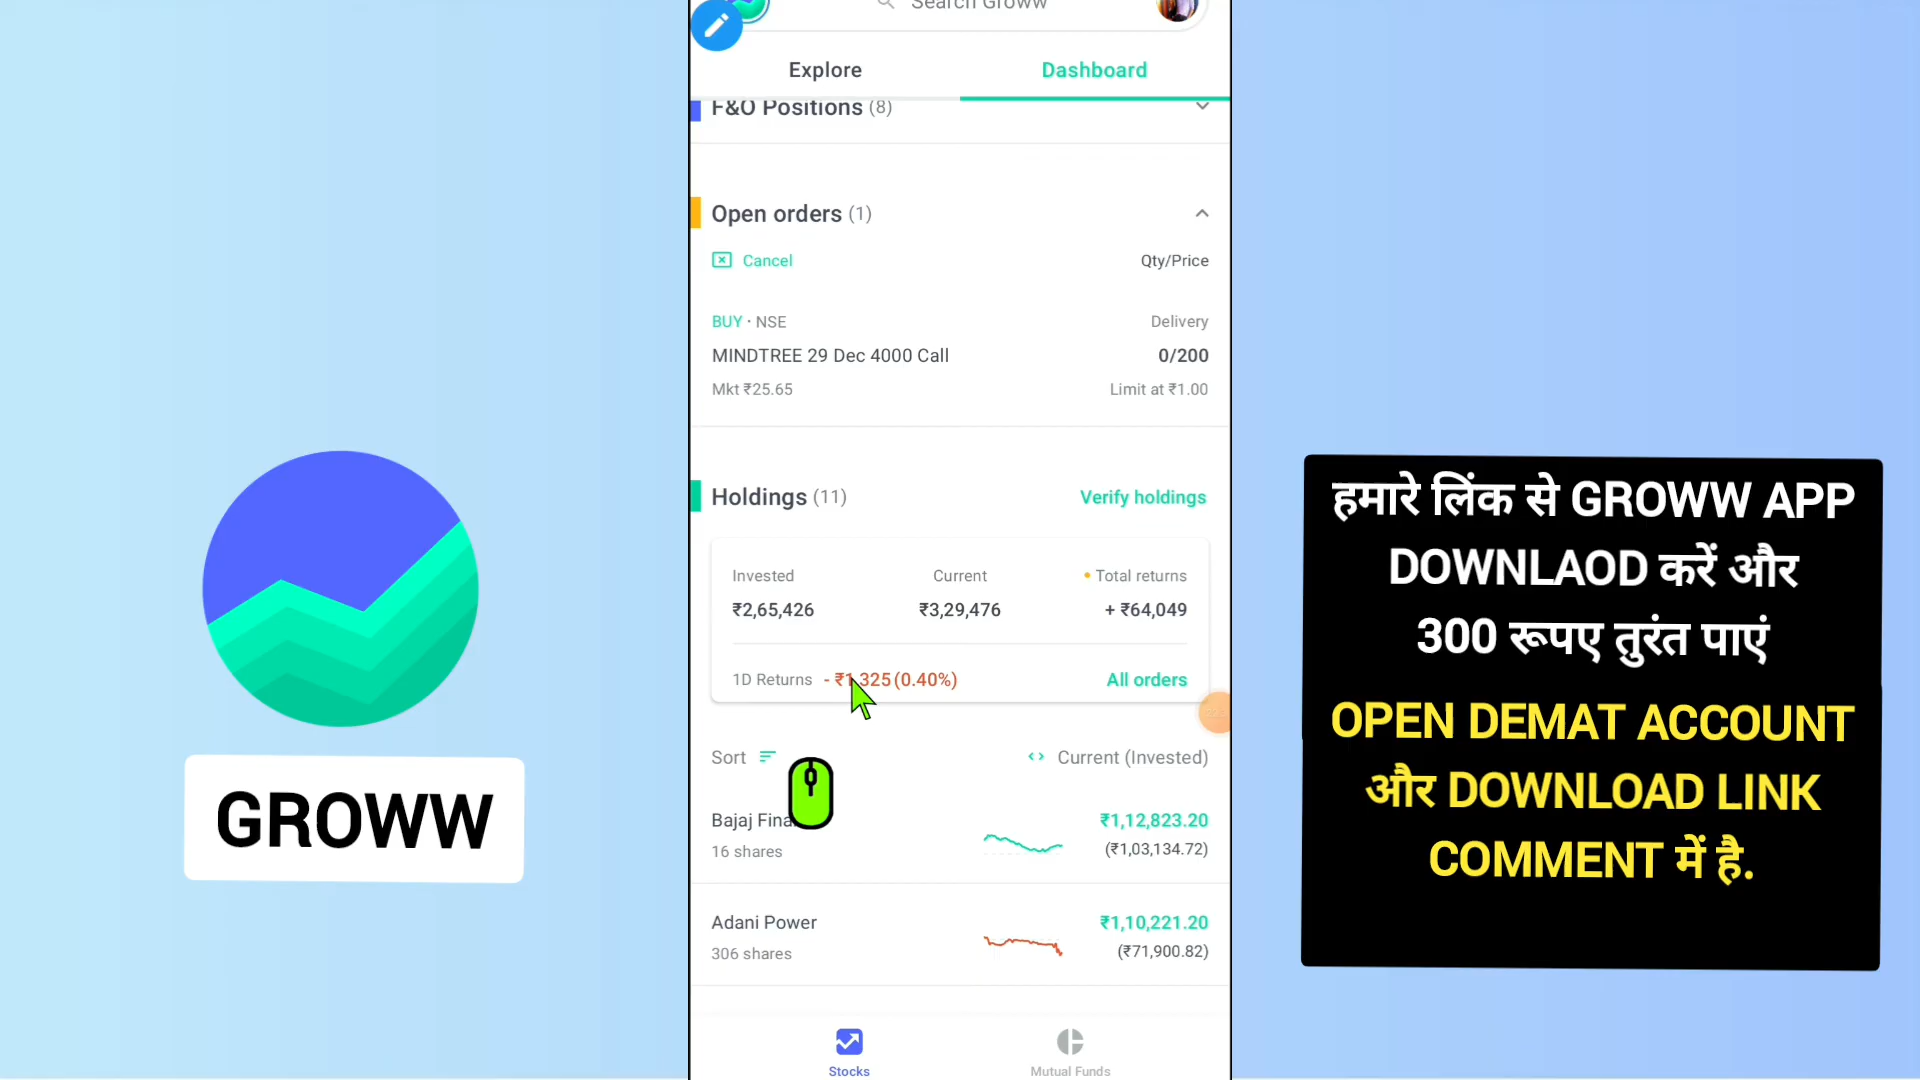 Search Groww
Explore
Dashboard
F&O Positions (8)
Open orders (1)
Cancel
Qty/Price
BUY · NSE
Delivery
MINDTREE 29 Dec 4000 Call
0/200
Mkt ₹25.65
Limit at ₹1.00
Holdings (11)
Verify holdings
Invested
Current
Total returns
₹2,65,426
₹3,29,476
+ ₹64,049
1D Returns - ₹1,325 (0.40%)
All orders
Sort
Current (Invested)
Bajaj
₹1,12,823.20
16 shares
(₹1,03,134.72)
Adani Power
₹1,10,221.20
306 shares
(₹71,900.82)
Stocks
Mutual Funds
GROWW
हमारे लिंक से GROWW APP
DOWNLAOD करें और
300 रूपए तुरंत पाएं
OPEN DEMAT ACCOUNT
और DOWNLOAD LINK
COMMENT में है.